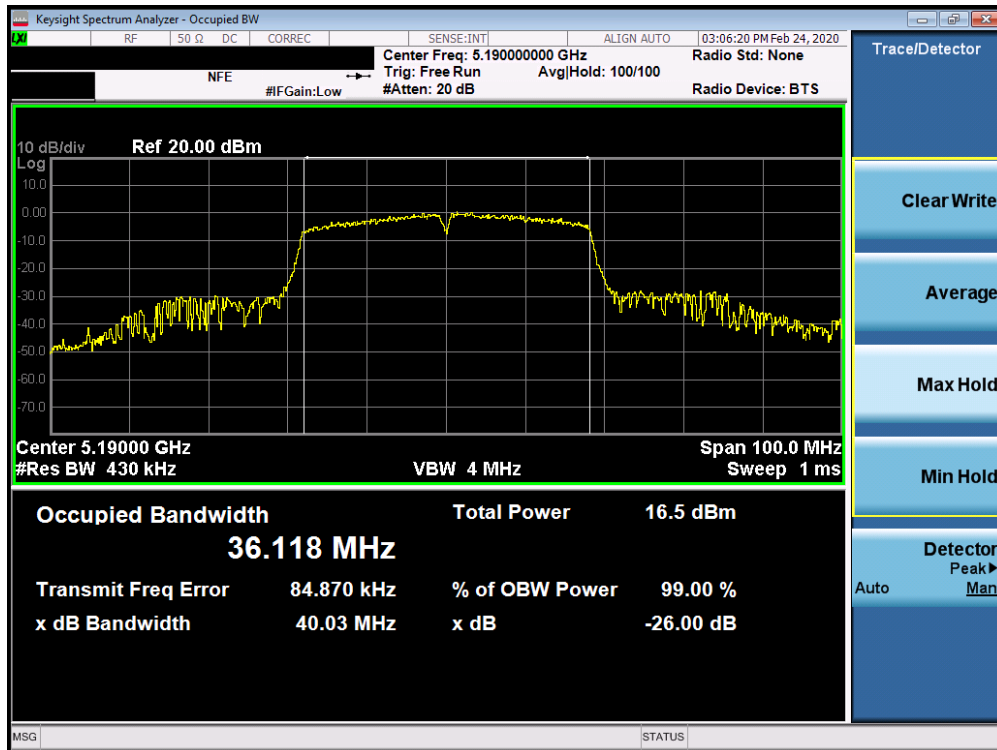 Keysight Spectrum Analyzer - Occupied BW
LXI RF 50 Ω DC CORREC SENSE:INT ALIGN AUTO 03:06:20 PM Feb 24, 2020
Center Freq: 5.190000000 GHz Radio Std: None
NFE Trig: Free Run Avg|Hold: 100/100
#IFGain:Low #Atten: 20 dB Radio Device: BTS
Trace/Detector
10 dB/div Ref 20.00 dBm
Log
10.0
0.00
-10.0
-20.0
-30.0
-40.0
-50.0
-60.0
-70.0
Center 5.19000 GHz Span 100.0 MHz
#Res BW 430 kHz VBW 4 MHz Sweep 1 ms
Occupied Bandwidth Total Power 16.5 dBm
36.118 MHz
Transmit Freq Error 84.870 kHz % of OBW Power 99.00 %
x dB Bandwidth 40.03 MHz x dB -26.00 dB
Clear Write
Average
Max Hold
Min Hold
Detector
Peak▶
Auto Man
MSG STATUS